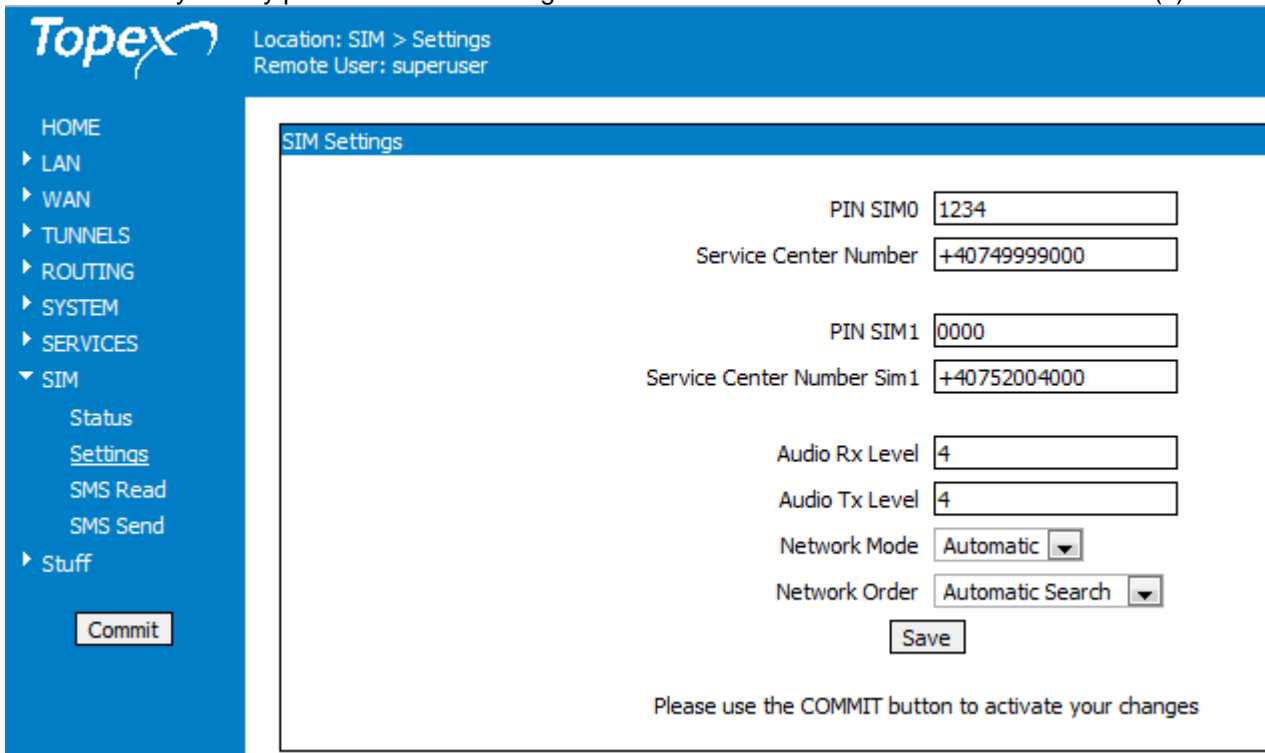 Topex
Location: SIM > Settings
Remote User: superuser
HOME
LAN
WAN
TUNNELS
ROUTING
SYSTEM
SERVICES
SIM
Status
Settings
SMS Read
SMS Send
Stuff
Commit
SIM Settings
PIN SIM0 1234
Service Center Number +40749999000
PIN SIM1 0000
Service Center Number Sim1 +40752004000
Audio Rx Level 4
Audio Tx Level 4
Network Mode Automatic
Network Order Automatic Search
Save
Please use the COMMIT button to activate your changes